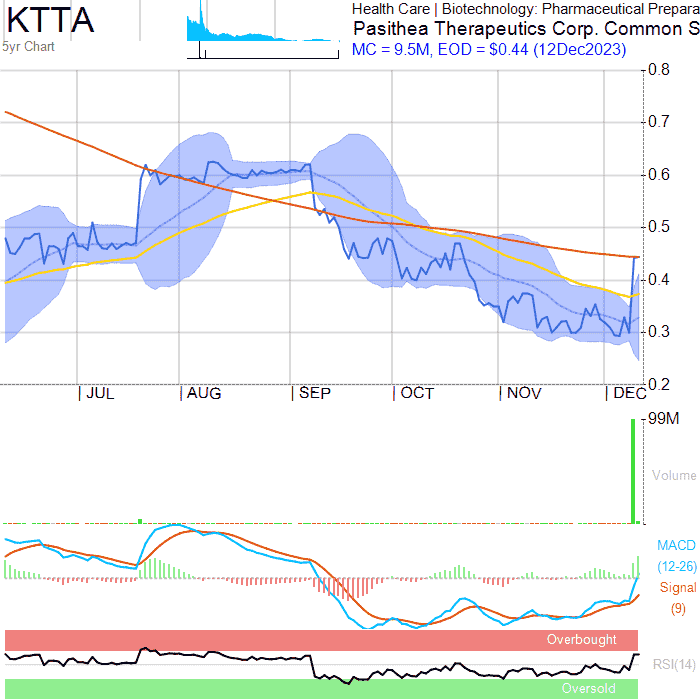 KTTA
5yr Chart
Health Care | Biotechnology: Pharmaceutical Prepara
Pasithea Therapeutics Corp. Common S
MC = 9.5M, EOD = $0.44 (12Dec2023)
0.8
0.7
0.6
0.5
0.4
0.3
0.2
JUL AUG SEP OCT NOV DEC
99M
Volume
MACD
(12-26)
Signal
(9)
Overbought
RSI(14)
Oversold